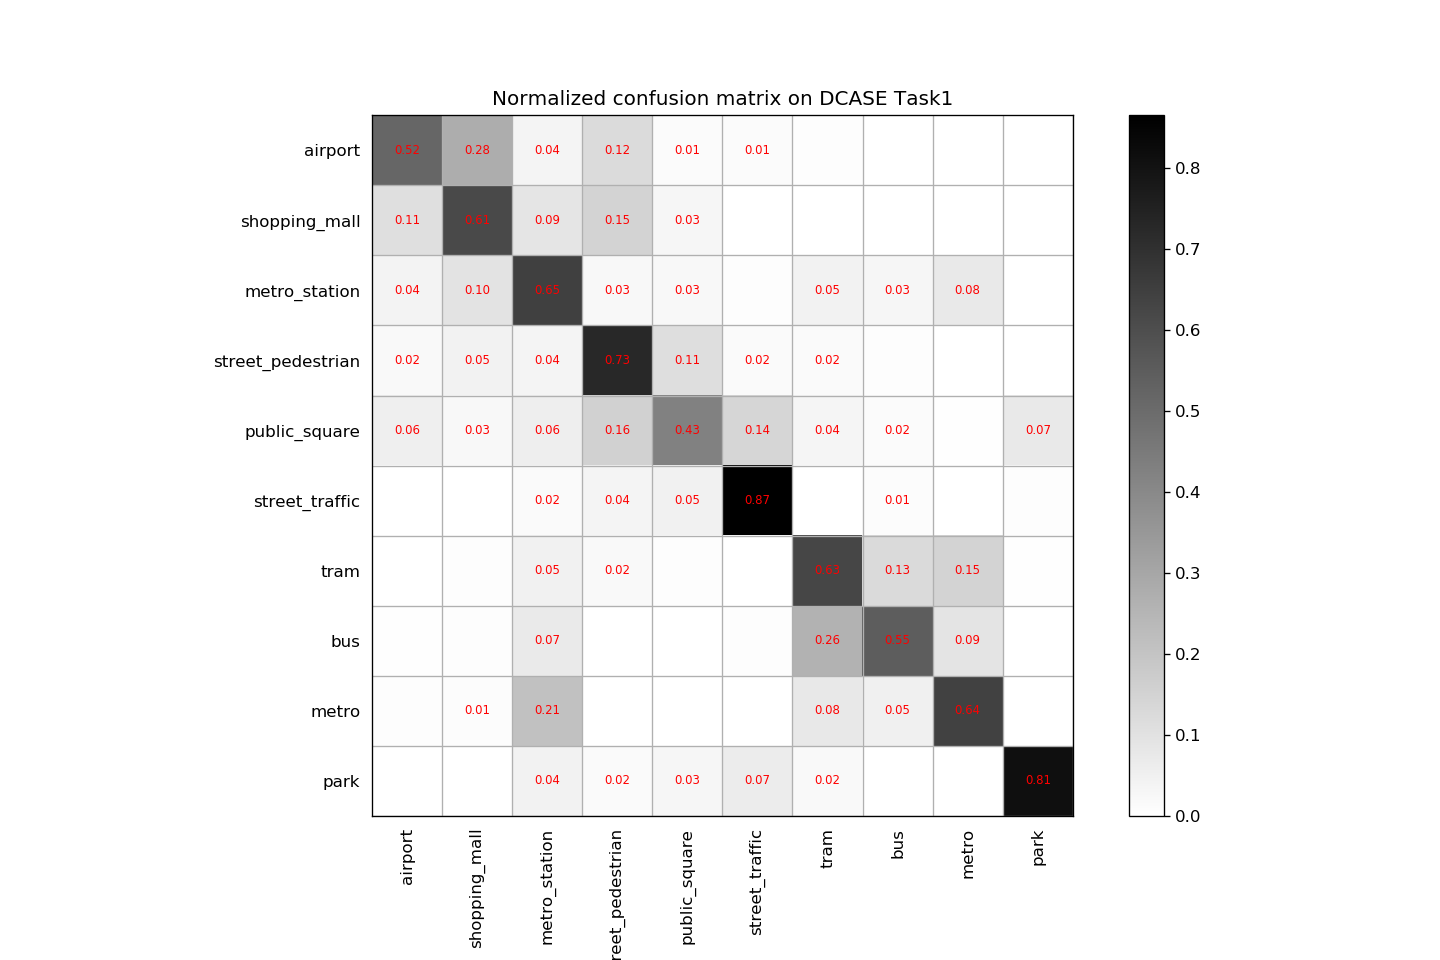 Normalized confusion matrix on DCASE Task1
airport 0.52 0.28 0.04 0.12 0.01 0.01
shopping_mall 0.11 0.61 0.09 0.15 0.03
metro_station 0.04 0.10 0.65 0.03 0.03 0.05 0.03 0.08
street_pedestrian 0.02 0.05 0.04 0.73 0.11 0.02 0.02
public_square 0.06 0.03 0.06 0.16 0.43 0.14 0.04 0.02 0.07
street_traffic 0.02 0.04 0.05 0.87 0.01
tram 0.05 0.02 0.63 0.13 0.15
bus 0.07 0.26 0.55 0.09
metro 0.01 0.21 0.08 0.05 0.64
park 0.04 0.02 0.03 0.07 0.02 0.81
airport
shopping_mall
metro_station
reet_pedestrian
public_square
street_traffic
tram
bus
metro
park
0.8
0.7
0.6
0.5
0.4
0.3
0.2
0.1
0.0